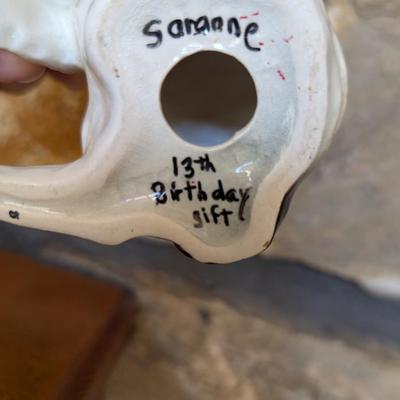 Saranne
13th
Birthday
gift